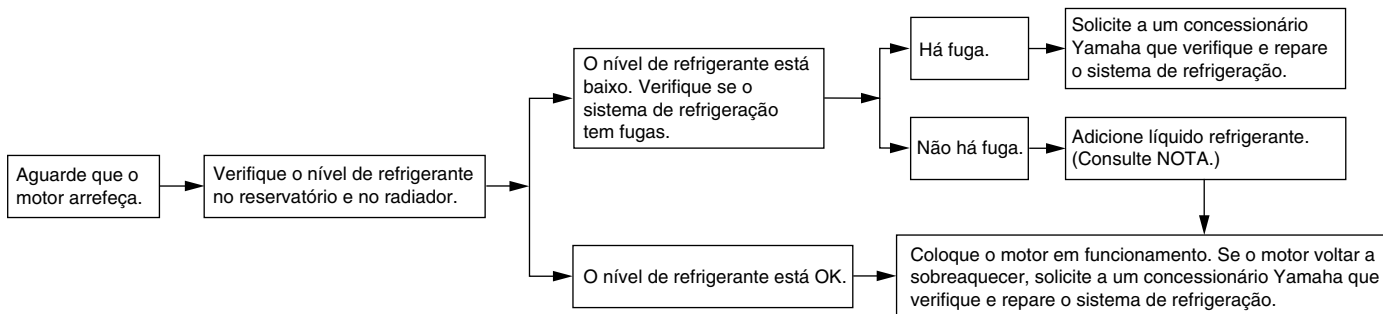 Aguarde que o
motor arrefeça.
Verifique o nível de refrigerante
no reservatório e no radiador.
O nível de refrigerante está
baixo. Verifique se o
sistema de refrigeração
tem fugas.
Há fuga.
Solicite a um concessionário
Yamaha que verifique e repare
o sistema de refrigeração.
Não há fuga.
Adicione líquido refrigerante.
(Consulte NOTA.)
O nível de refrigerante está OK.
Coloque o motor em funcionamento. Se o motor voltar a
sobreaquecer, solicite a um concessionário Yamaha que
verifique e repare o sistema de refrigeração.